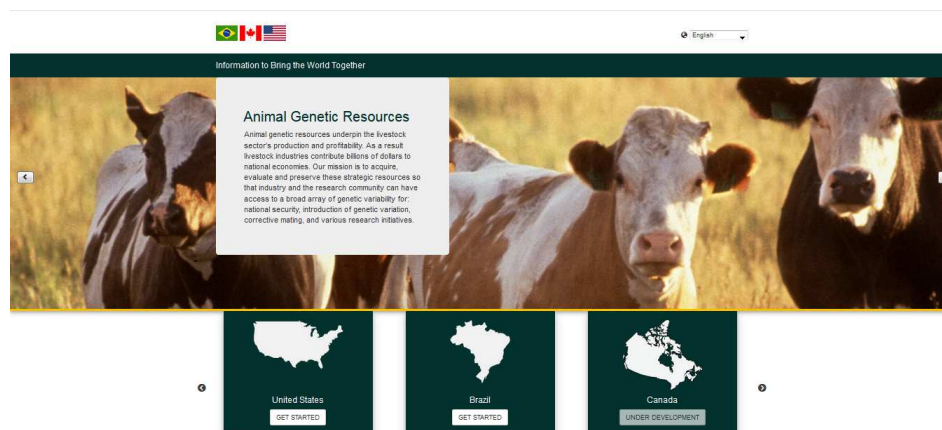 English
Information to Bring the World Together
Animal Genetic Resources
Animal genetic resources underpin the livestock
sector's production and profitability. As a result
livestock industries contribute billions of dollars to
national economies. Our mission is to acquire,
evaluate and preserve these strategic resources so
that industry and the research community can have
access to a broad array of genetic variability for:
national security, introduction of genetic variation,
corrective mating, and various research initiatives.
United States
GET STARTED
Brazil
GET STARTED
Canada
UNDER DEVELOPMENT